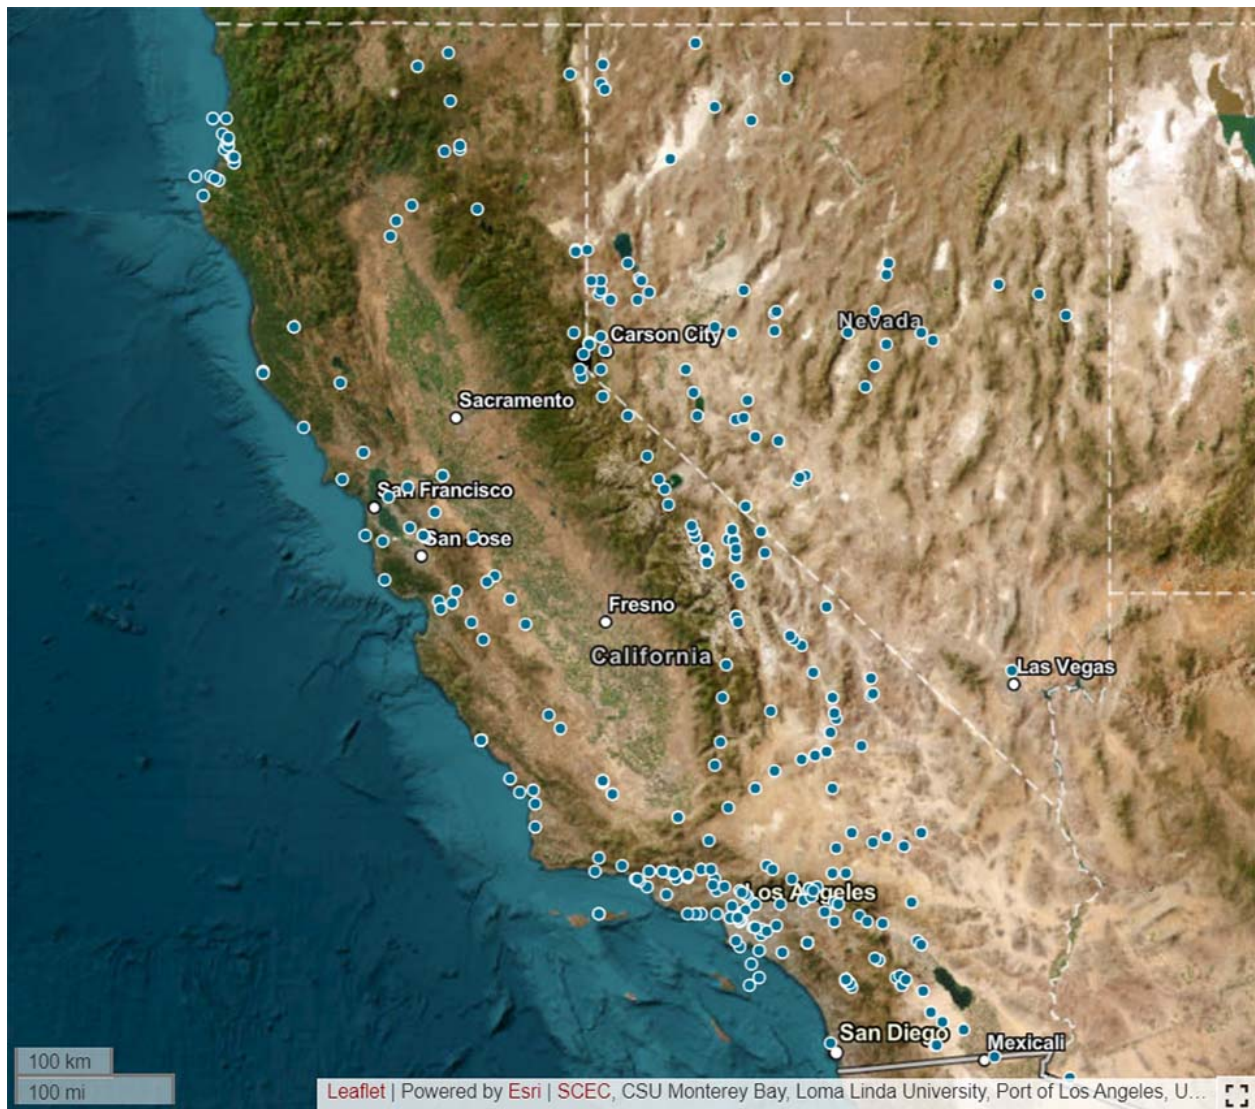 Carson City
Nevada
Sacramento
San Francisco
San Jose
Fresno
California
Las Vegas
Los Angeles
San Diego
Mexicali
100 km
100 mi
Leaflet | Powered by Esri | SCEC, CSU Monterey Bay, Loma Linda University, Port of Los Angeles, U...